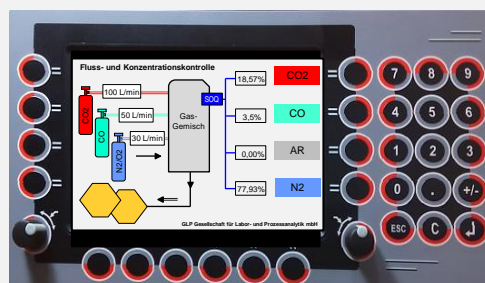 Fluss- und Konzentrationskontrolle
100 L/min
50 L/min
30 L/min
CO2
CO
N2/O2
Gas-
Gemisch
SOQ
18,57% CO2
3,5% CO
0,00% AR
77,93% N2
GLP Gesellschaft für Labor- und Prozessanalytik mbH
7 8 9
4 5 6
1 2 3
0 . +/-
ESC C